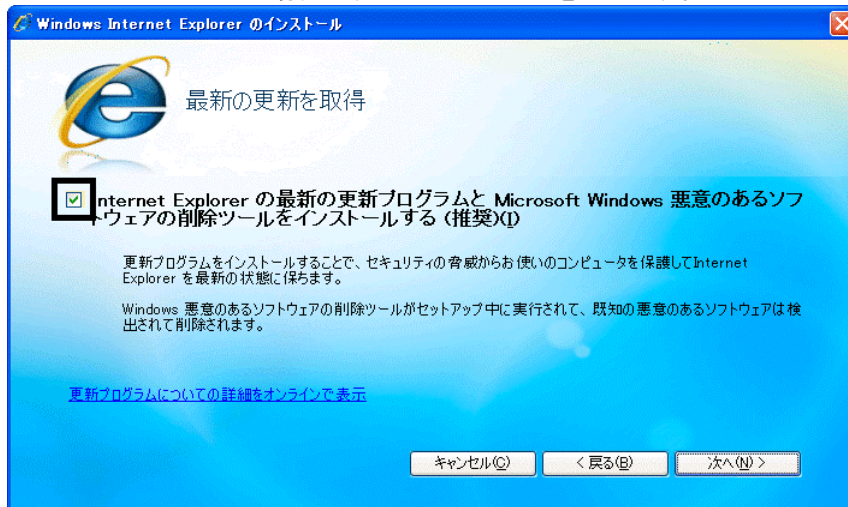 Windows Internet Explorer のインストール
最新の更新を取得
nternet Explorer の最新の更新プログラムと Microsoft Windows 悪意のあるソフ
トウェアの削除ツールをインストールする (推奨)(I)
更新プログラムをインストールすることで、セキュリティの脅威からお使いのコンピュータを保護してInternet
Explorer を最新の状態に保ちます。
Windows 悪意のあるソフトウェアの削除ツールがセットアップ中に実行されて、既知の悪意のあるソフトウェアは検
出されて削除されます。
更新プログラムについての詳細をオンラインで表示
キャンセル(C) < 戻る(B) 次へ(N) >